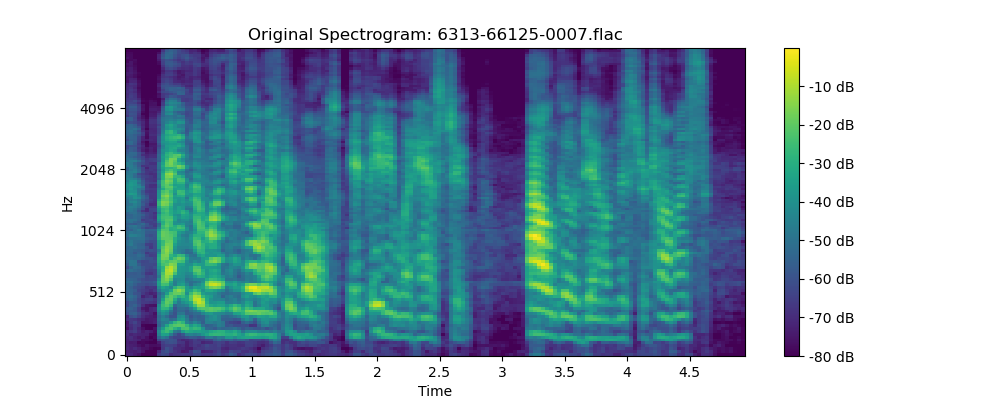 Original Spectrogram: 6313-66125-0007.flac
Hz
4096
2048
1024
512
0
0 0.5 1 1.5 2 2.5 3 3.5 4 4.5
Time
-10 dB
-20 dB
-30 dB
-40 dB
-50 dB
-60 dB
-70 dB
-80 dB